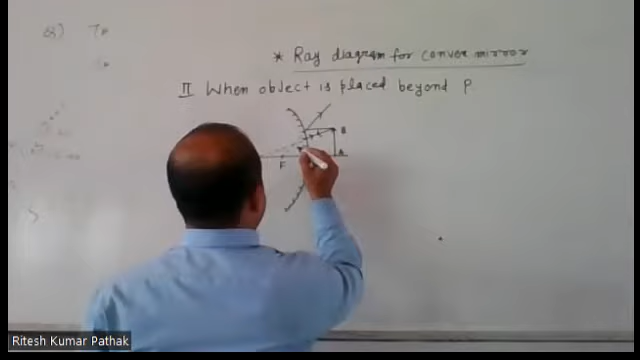 * Ray diagram for convex mirror
II When object is placed beyond P
B
F
A
Ritesh Kumar Pathak